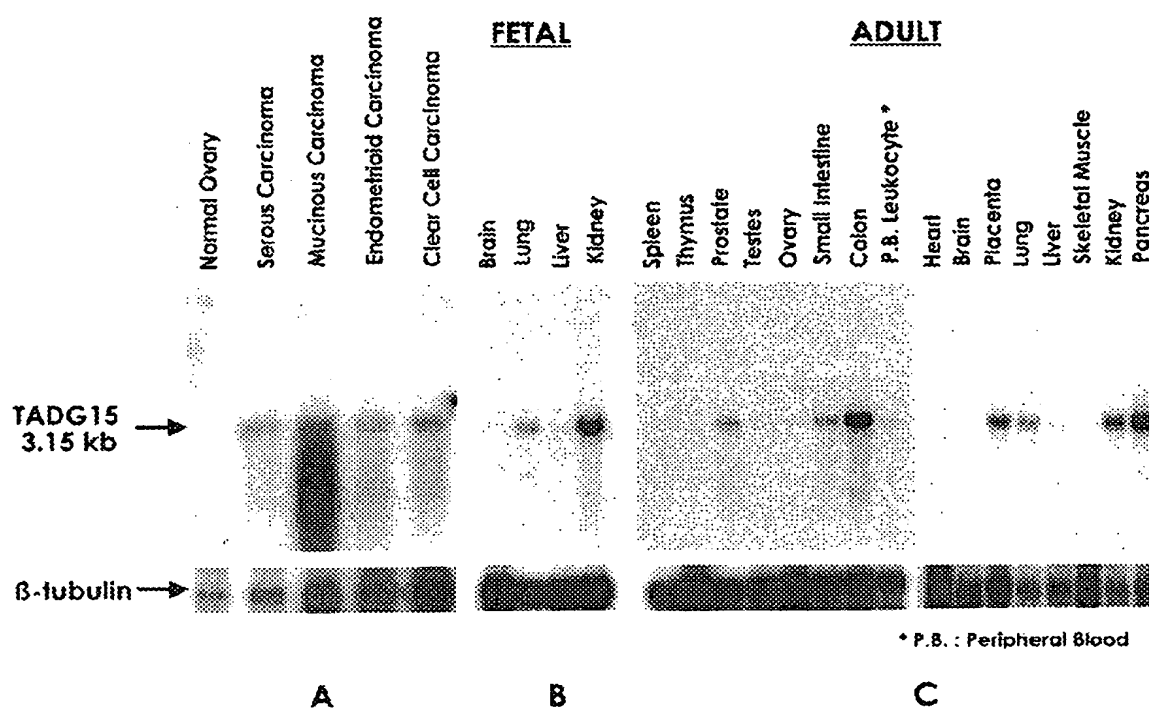 FETAL
ADULT
Normal Ovary
Serous Carcinoma
Mucinous Carcinoma
Endometrioid Carcinoma
Clear Cell Carcinoma
Brain
Lung
Liver
Kidney
Spleen
Thymus
Prostate
Testes
Ovary
Small Intestine
Colon
P.B. Leukocyte *
Heart
Brain
Placenta
Lung
Liver
Skeletal Muscle
Kidney
Pancreas
TADG15
3.15 kb
ß-tubulin
* P.B. : Peripheral Blood
A
B
C